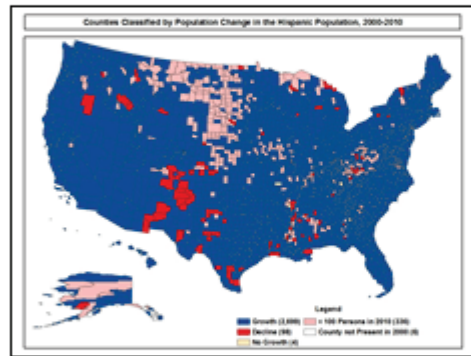 Counties Classified by Population Change in the Hispanic Population, 2000-2010
Legend
Growth (2,699)
< 100 Persons in 2010 (336)
Decline (98)
County not Present in 2000 (6)
No Growth (4)